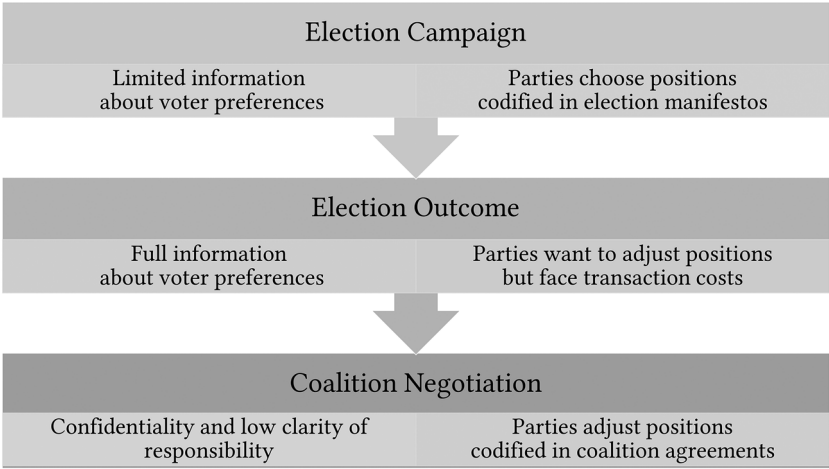 Election Campaign
Limited information
about voter preferences
Parties choose positions
codified in election manifestos
Election Outcome
Full information
about voter preferences
Parties want to adjust positions
but face transaction costs
Coalition Negotiation
Confidentiality and low clarity of
responsibility
Parties adjust positions
codified in coalition agreements